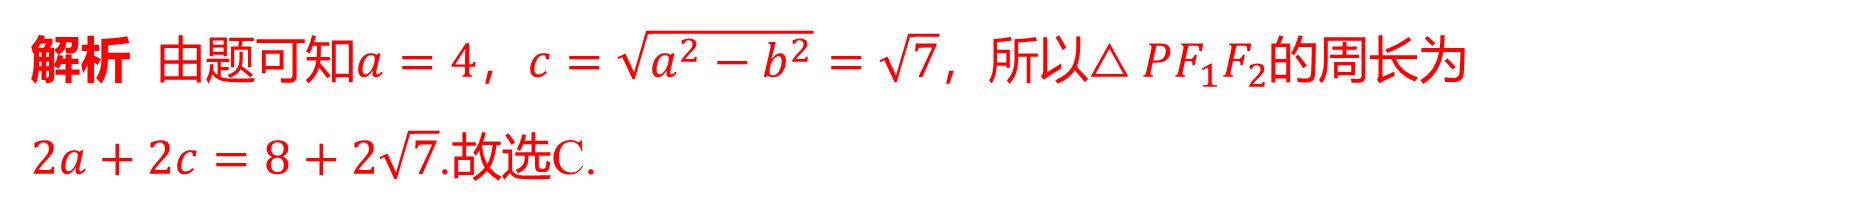 解析 由题可知a = 4，c = √(a² − b²) = √7，所以△ PF₁F₂的周长为
2a + 2c = 8 + 2√7.故选C.